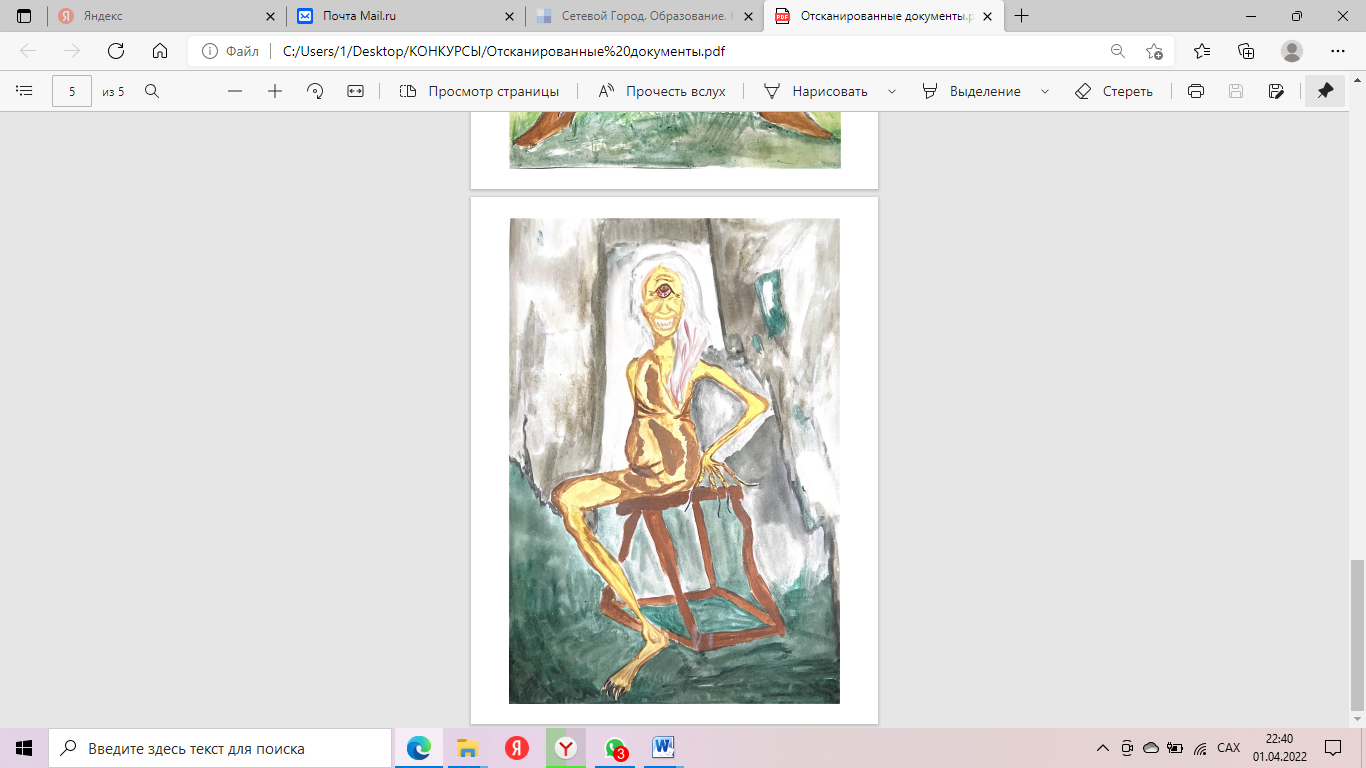 Яндекс
Почта Mail.ru
Сетевой Город. Образование.
Отсканированные документы.p
Файл
C:/Users/1/Desktop/КОНКУРСЫ/Отсканированные%20документы.pdf
5
из 5
Просмотр страницы
Прочесть вслух
Нарисовать
Выделение
Стереть
Введите здесь текст для поиска
3
САХ
22:40
01.04.2022